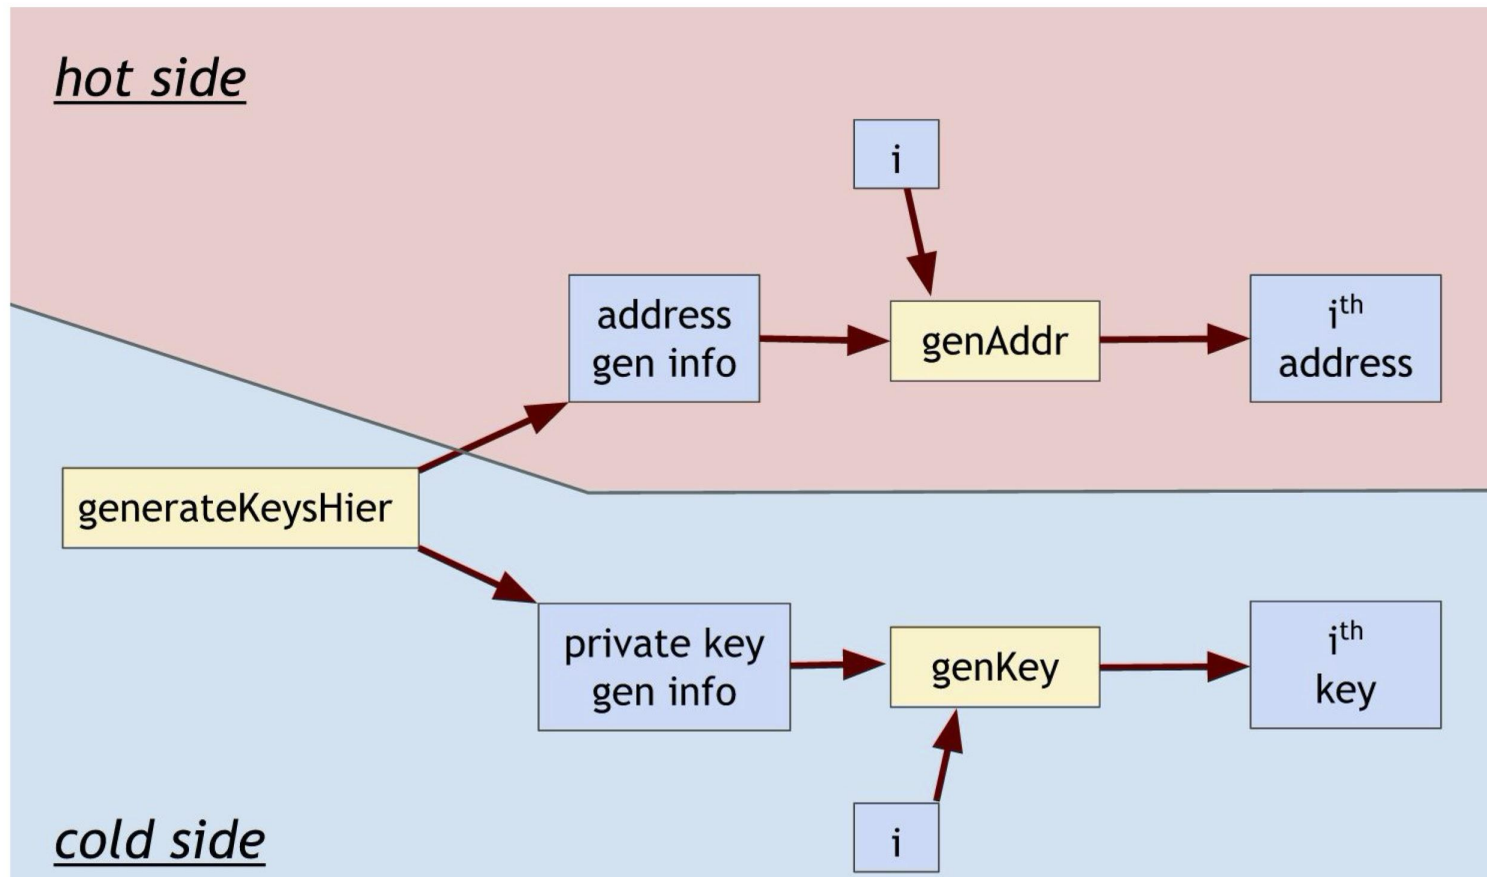 hot side
i
address
gen info
genAddr
ith
address
generateKeysHier
private key
gen info
genKey
ith
key
i
cold side